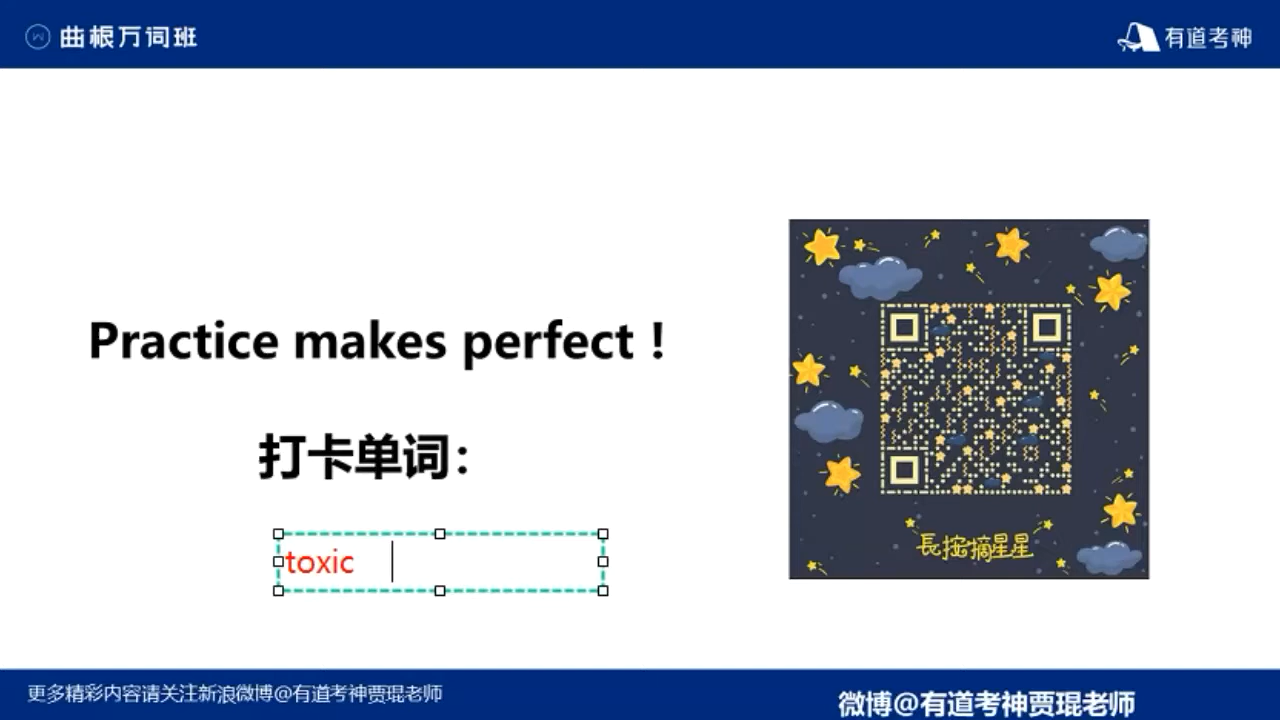 曲根万词班
有道考神
Practice makes perfect！
打卡单词：
toxic
長按摘星星
更多精彩内容请关注新浪微博@有道考神贾琨老师
微博@有道考神贾琨老师